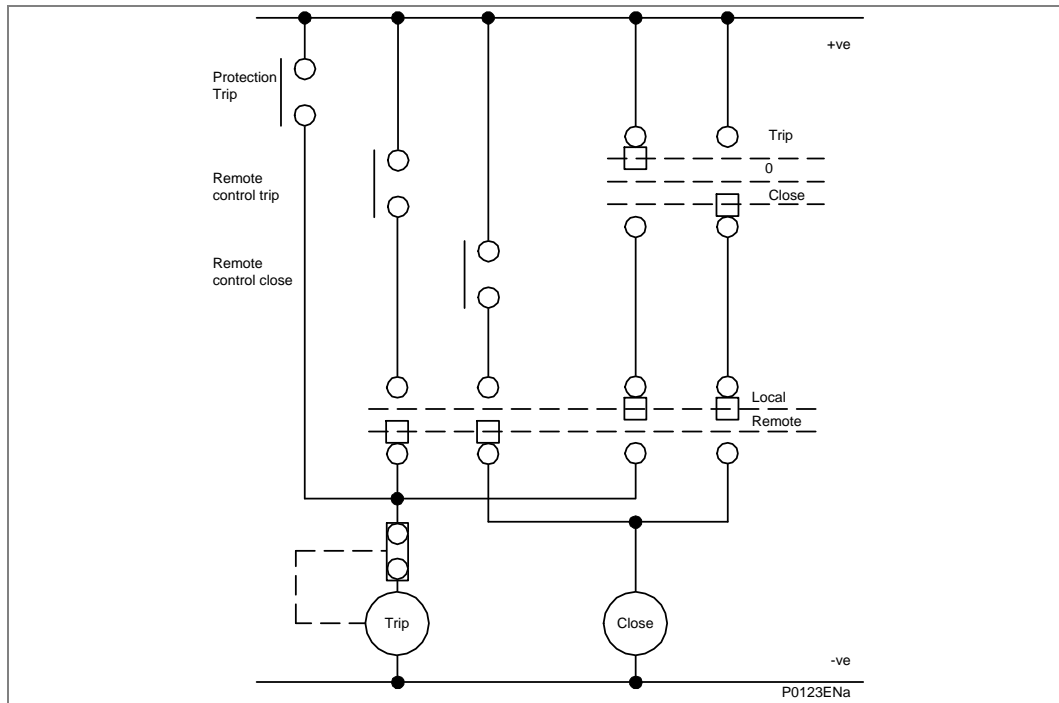 +ve
Protection
Trip
Trip
0
Close
Remote
control trip
Remote
control close
Local
Remote
Trip
Close
-ve
P0123ENa